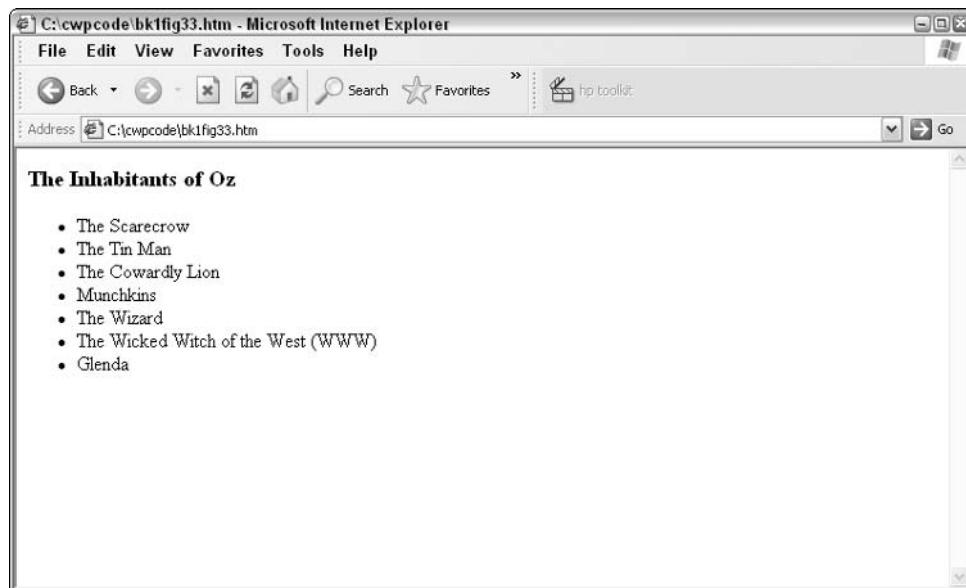 C:\cwpcode\bk1fig33.htm - Microsoft Internet Explorer
File Edit View Favorites Tools Help
Back Search Favorites » hp toolkit
Address C:\cwpcode\bk1fig33.htm Go
The Inhabitants of Oz
• The Scarecrow
• The Tin Man
• The Cowardly Lion
• Munchkins
• The Wizard
• The Wicked Witch of the West (WWW)
• Glenda